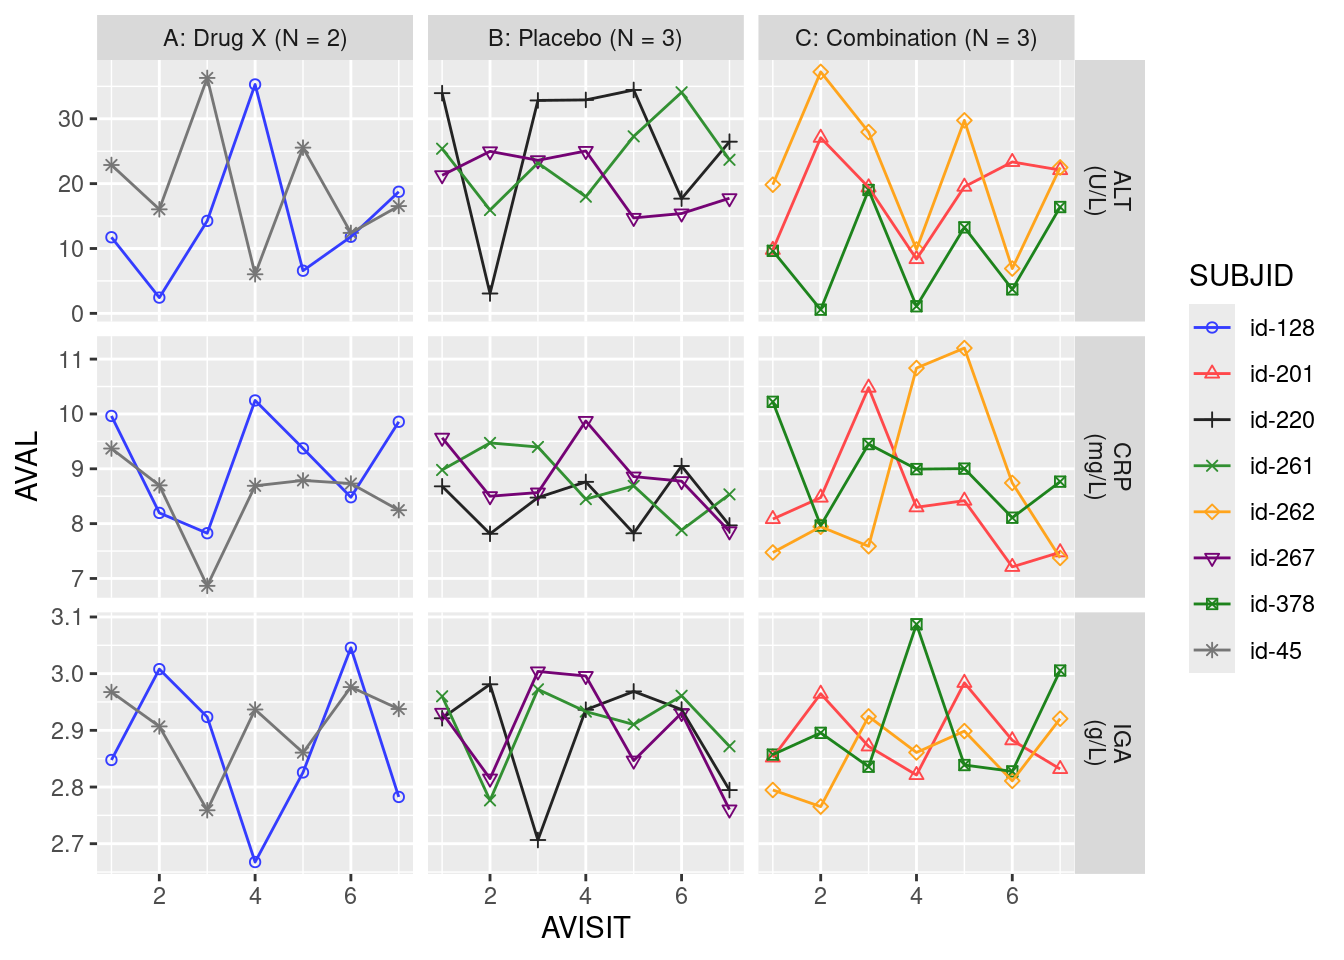 A: Drug X (N = 2)
B: Placebo (N = 3)
C: Combination (N = 3)
30
20
10
0
ALT
(U/L)
11
10
9
8
7
CRP
(mg/L)
3.1
3.0
2.9
2.8
2.7
IGA
(g/L)
2
4
6
2
4
6
2
4
6
AVISIT
AVAL
SUBJID
id-128
id-201
id-220
id-261
id-262
id-267
id-378
id-45